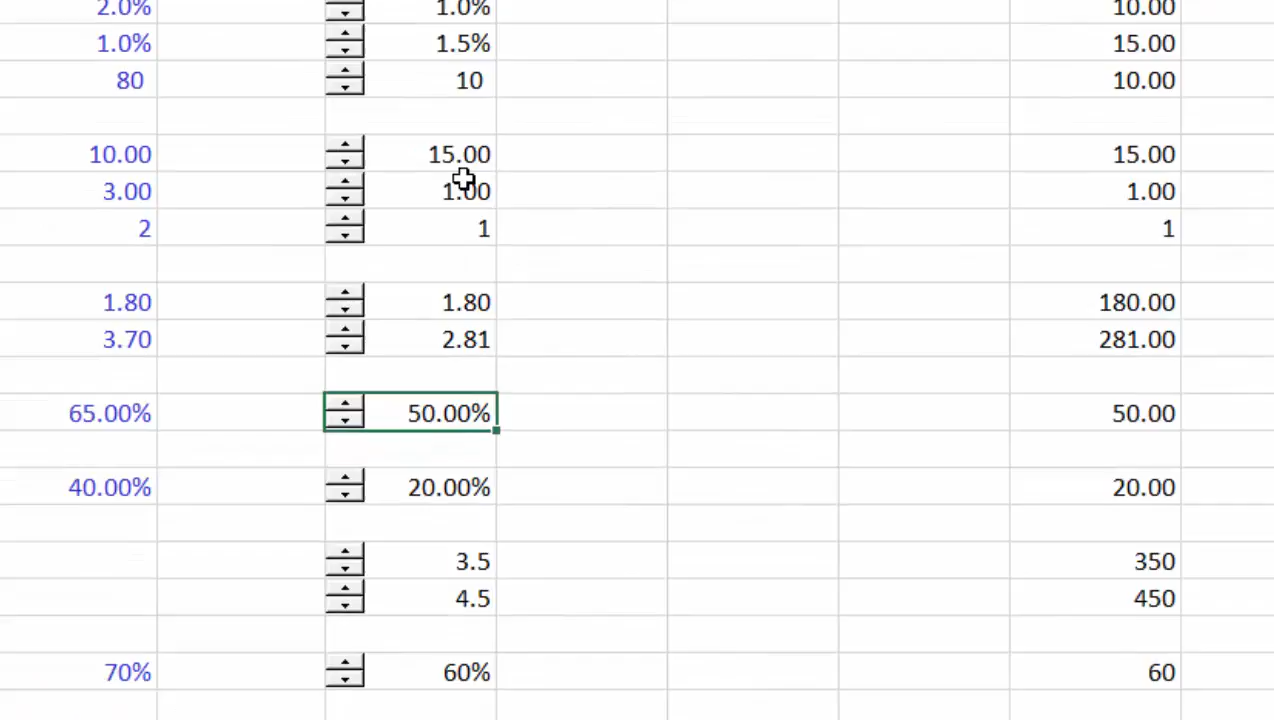 2.0% 1.0% 10.00
1.0% 1.5% 15.00
80 10 10.00
10.00 15.00 15.00
3.00 1.00 1.00
2 1 1
1.80 1.80 180.00
3.70 2.81 281.00
65.00% 50.00% 50.00
40.00% 20.00% 20.00
3.5 350
4.5 450
70% 60% 60